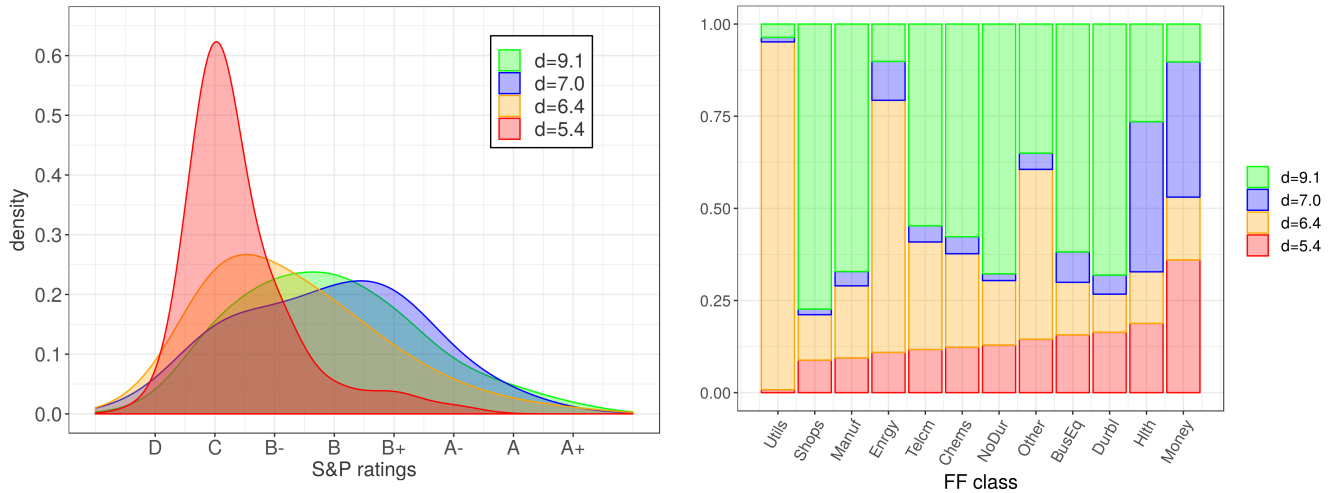 density
0.6
0.5
0.4
0.3
0.2
0.1
0.0
d=9.1
d=7.0
d=6.4
d=5.4
D C B- B B+ A- A A+
S&P ratings
1.00
0.75
0.50
0.25
0.00
Utils Shops Manuf Enrgy Telcm Chems NoDur Other BusEq Durbl Hlth Money
FF class
d=9.1
d=7.0
d=6.4
d=5.4